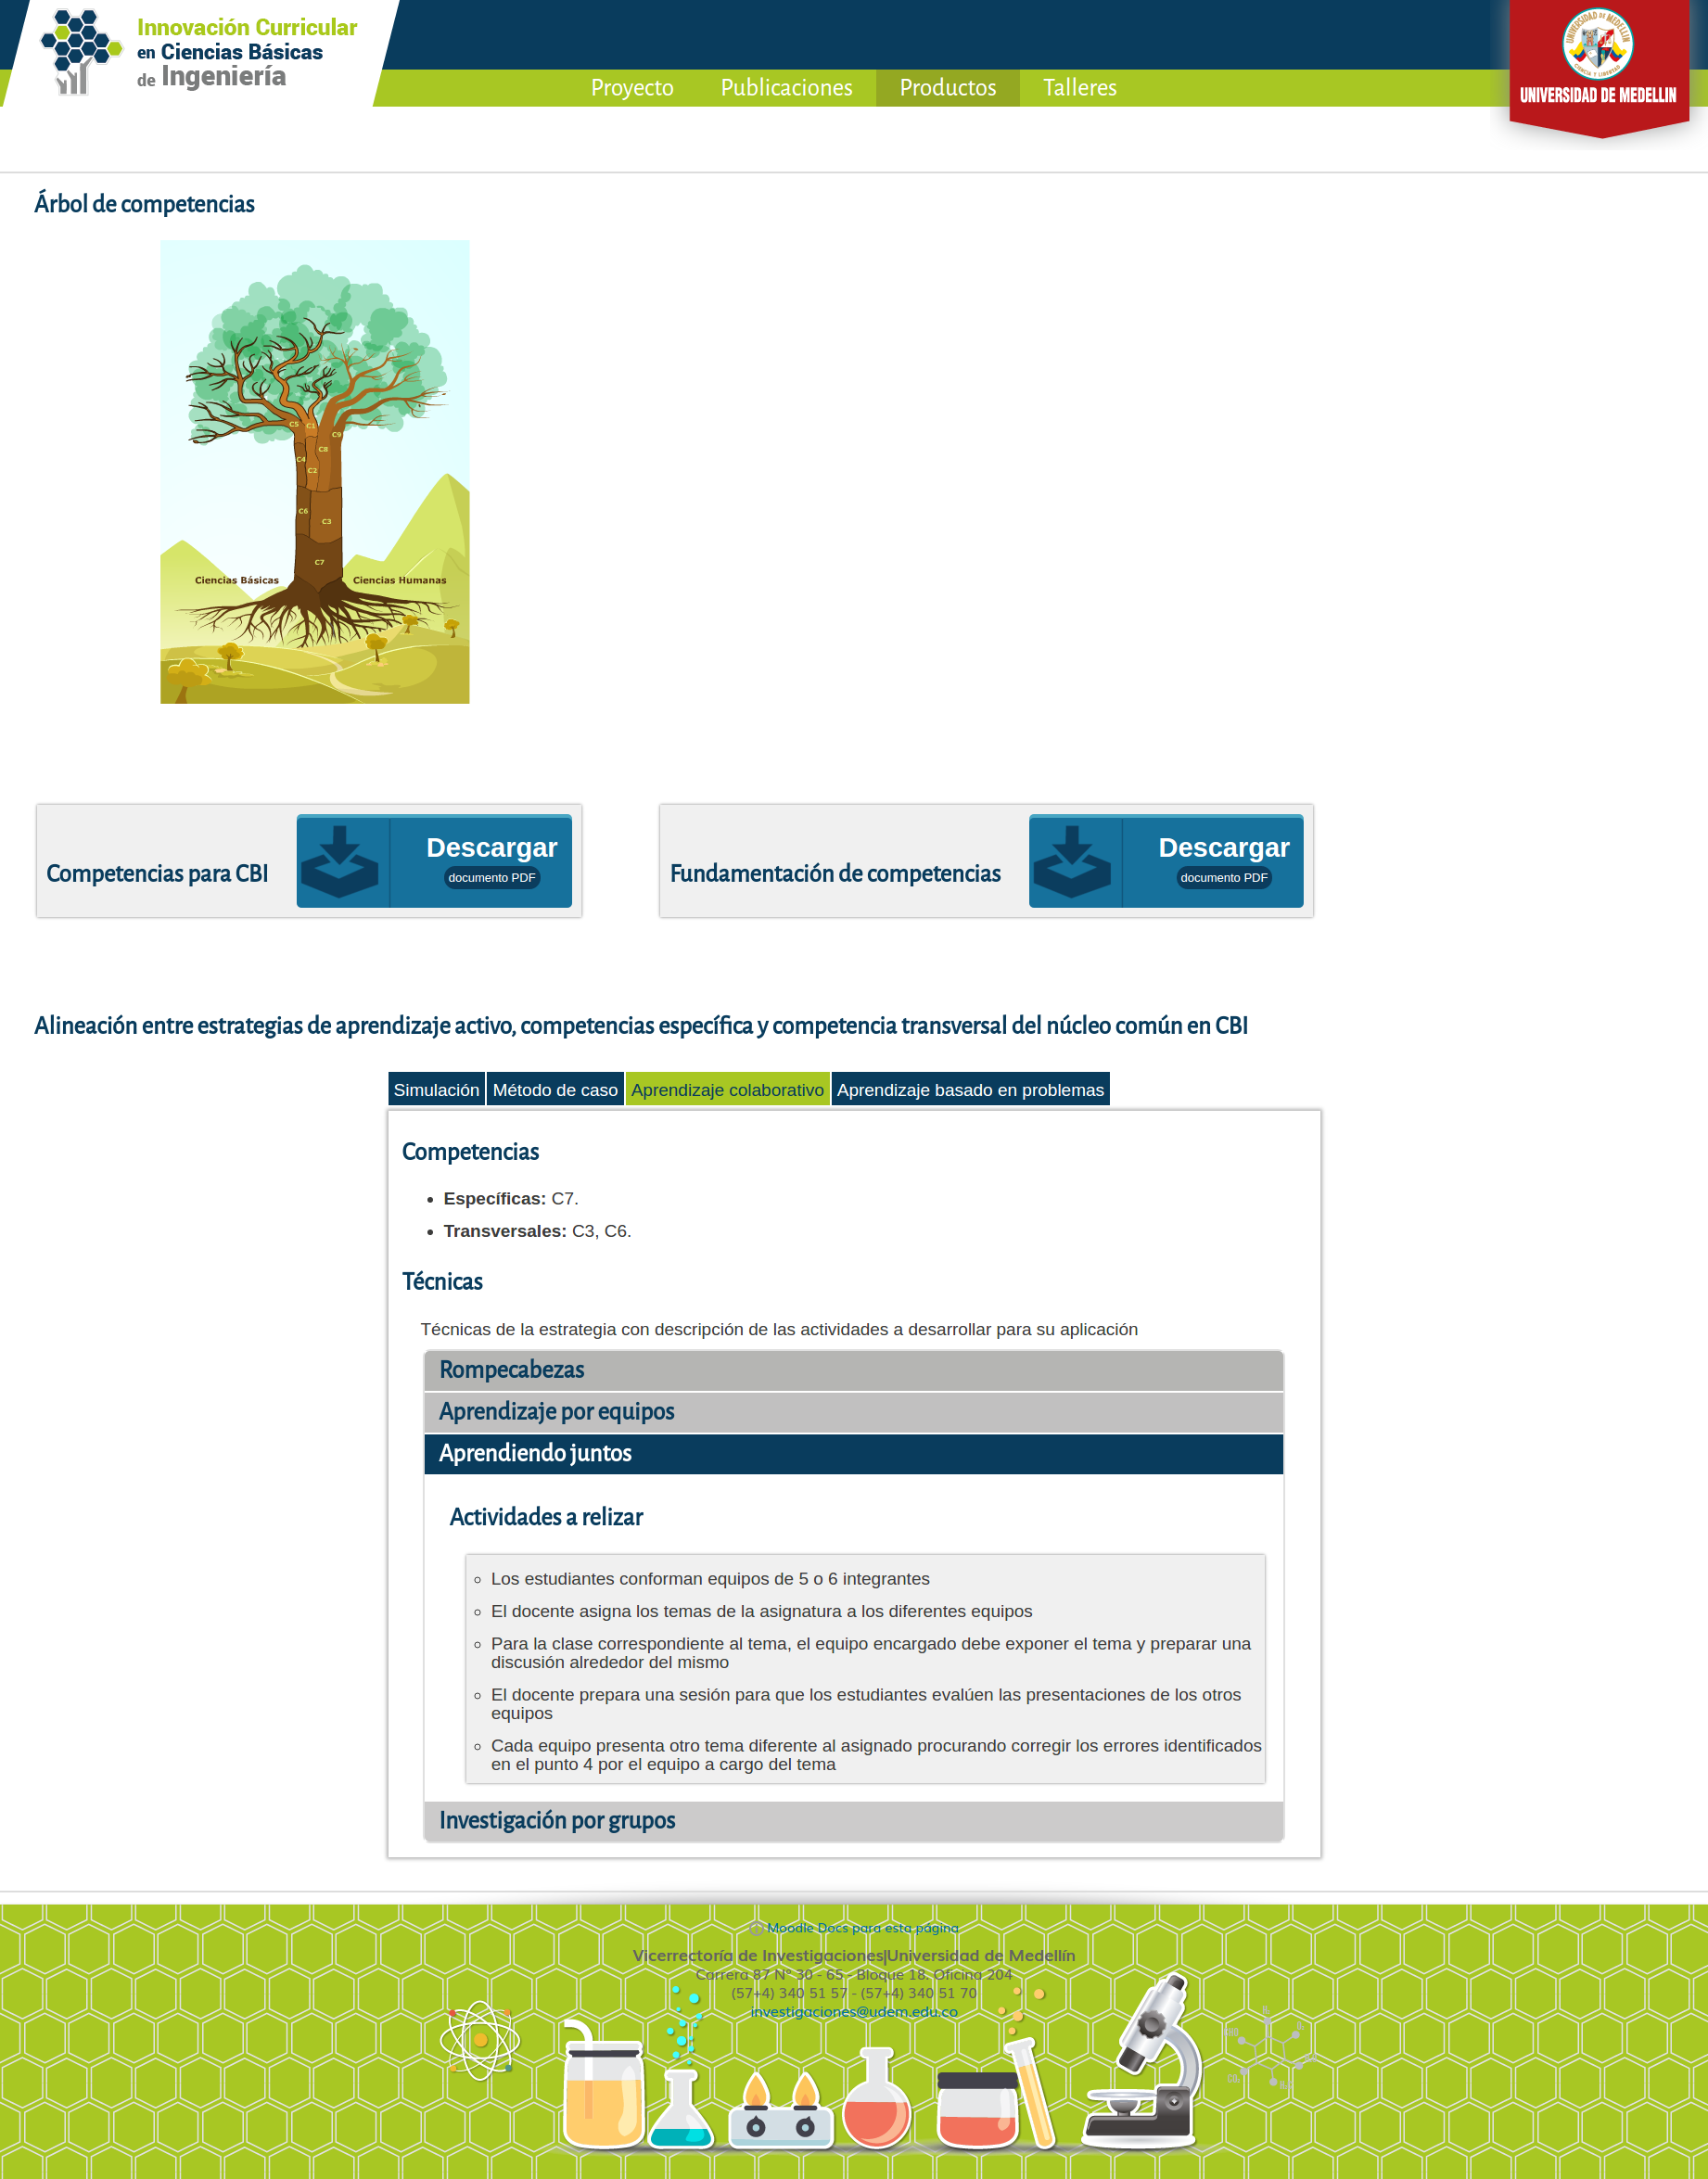 Innovación Curricular
en Ciencias Básicas
de Ingeniería
Proyecto
Publicaciones
Productos
Talleres
UNIVERSIDAD DE MEDELLIN
CIENCIA Y LIBERTAD
UNIVERSIDAD DE MEDELLIN
Árbol de competencias
C5
C1
C9
C8
C4
C2
C6
C3
C7
Ciencias Básicas
Ciencias Humanas
Competencias para CBI
Descargar
documento PDF
Fundamentación de competencias
Descargar
documento PDF
Alineación entre estrategias de aprendizaje activo, competencias específica y competencia transversal del núcleo común en CBI
Simulación
Método de caso
Aprendizaje colaborativo
Aprendizaje basado en problemas
Competencias
Específicas: C7.
Transversales: C3, C6.
Técnicas
Técnicas de la estrategia con descripción de las actividades a desarrollar para su aplicación
Rompecabezas
Aprendizaje por equipos
Aprendiendo juntos
Actividades a relizar
Los estudiantes conforman equipos de 5 o 6 integrantes
El docente asigna los temas de la asignatura a los diferentes equipos
Para la clase correspondiente al tema, el equipo encargado debe exponer el tema y preparar una
discusión alrededor del mismo
El docente prepara una sesión para que los estudiantes evalúen las presentaciones de los otros
equipos
Cada equipo presenta otro tema diferente al asignado procurando corregir los errores identificados
en el punto 4 por el equipo a cargo del tema
Investigación por grupos
Moodle Docs para esta página
Vicerrectoría de Investigaciones|Universidad de Medellín
Carrera 87 N° 30 - 65 - Bloque 18. Oficina 204
(57+4) 340 51 57 - (57+4) 340 51 70
investigaciones@udem.edu.co